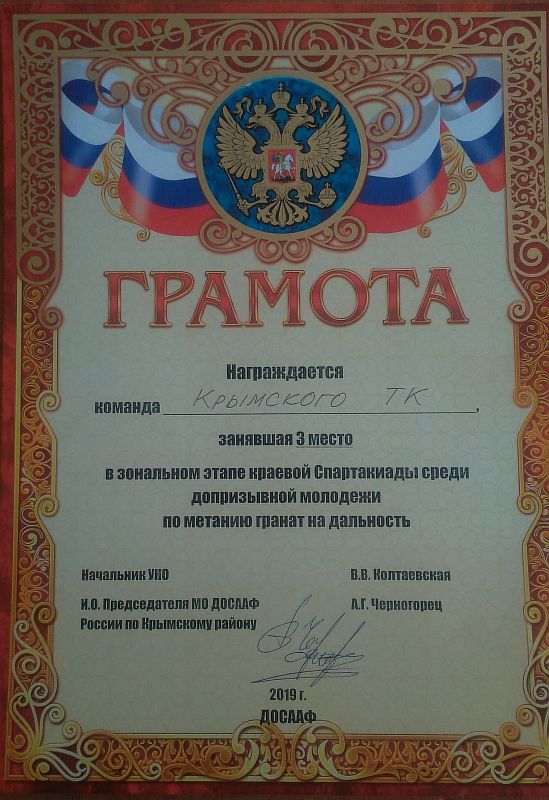 ГРАМОТА
Награждается
команда Крымского ТК,
занявшая 3 место
в зональном этапе краевой Спартакиады среди
допризывной молодежи
по метанию гранат на дальность
Начальник УНО В.В. Колтаевская
И.О. Председателя МО ДОСААФ А.Г. Черногорец
России по Крымскому району
2019 г.
ДОСААФ